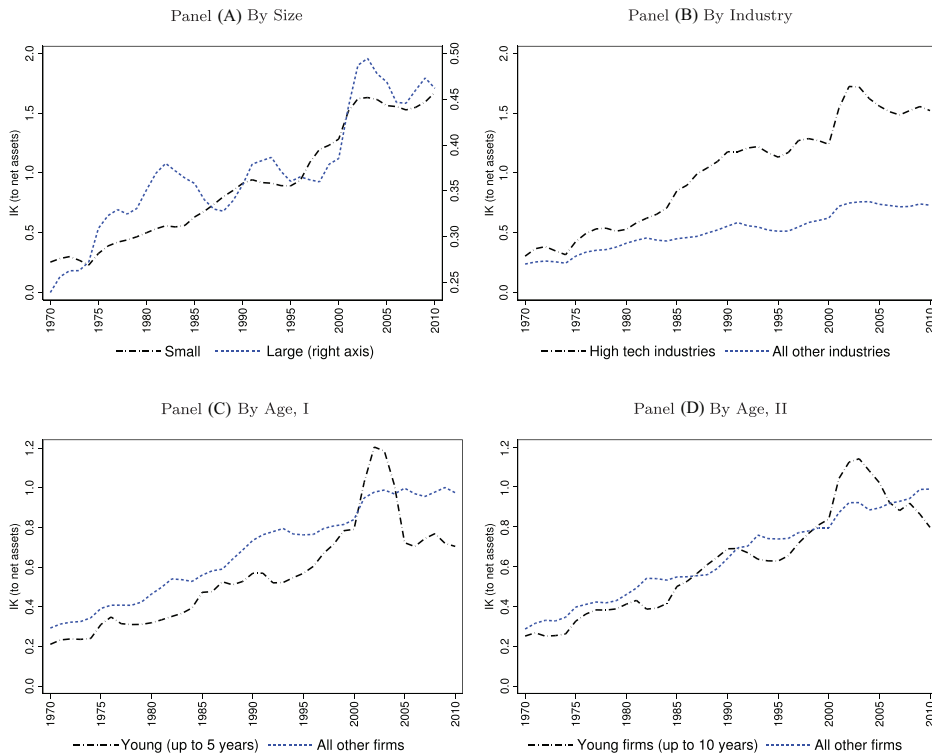 Panel (A) By Size
IK (to net assets)
2.0
1.5
1.0
0.5
0.0
0.50
0.45
0.40
0.35
0.30
0.25
1970 1975 1980 1985 1990 1995 2000 2005 2010
Small Large (right axis)
Panel (B) By Industry
IK (to net assets)
2.0
1.5
1.0
0.5
0.0
1970 1975 1980 1985 1990 1995 2000 2005 2010
High tech industries All other industries
Panel (C) By Age, I
IK (to net assets)
1.2
1.0
0.8
0.6
0.4
0.2
0.0
1970 1975 1980 1985 1990 1995 2000 2005 2010
Young (up to 5 years) All other firms
Panel (D) By Age, II
IK (to net assets)
1.2
1.0
0.8
0.6
0.4
0.2
0.0
1970 1975 1980 1985 1990 1995 2000 2005 2010
Young firms (up to 10 years) All other firms